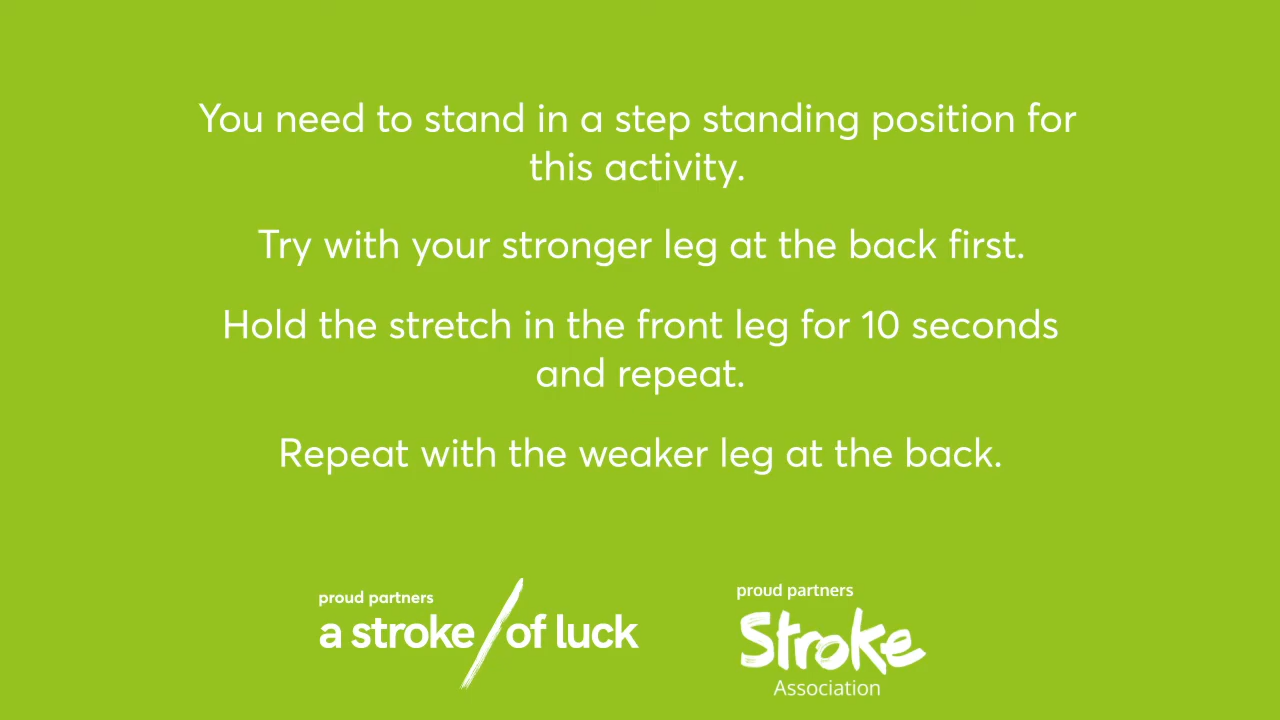 You need to stand in a step standing position for
this activity.
Try with your stronger leg at the back first.
Hold the stretch in the front leg for 10 seconds
and repeat.
Repeat with the weaker leg at the back.
proud partners
a stroke of luck
proud partners
Stroke
Association